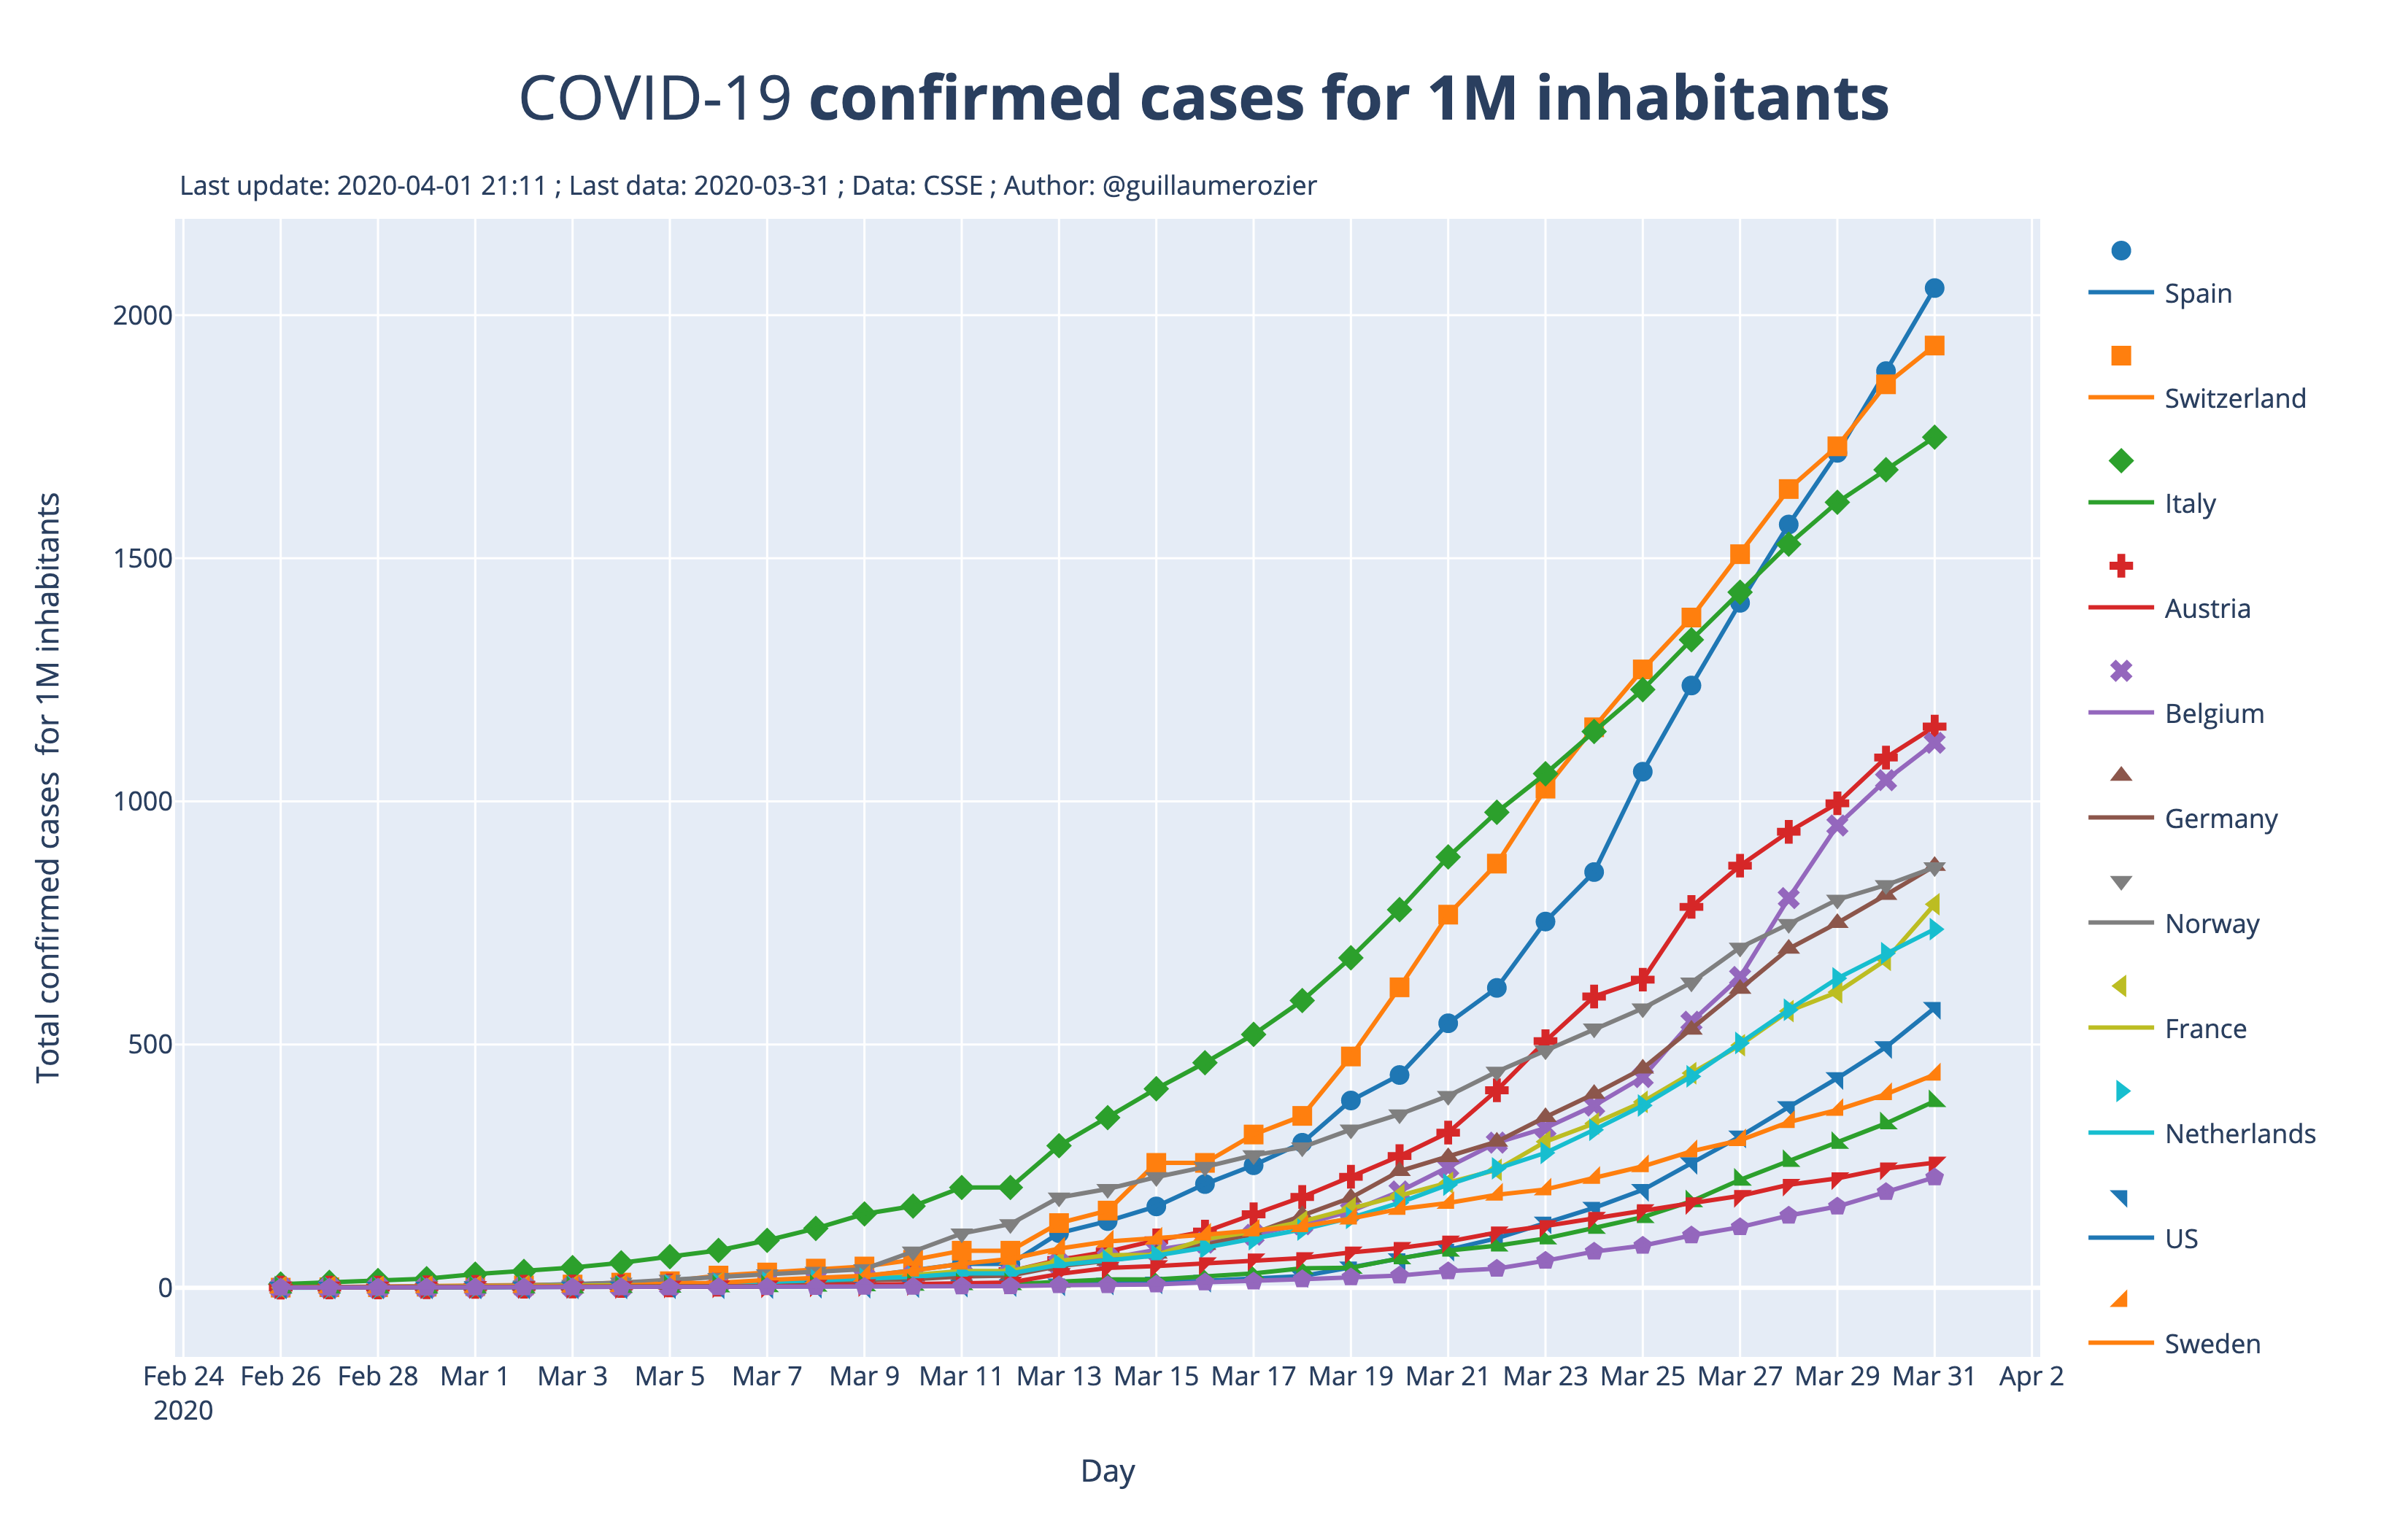 COVID-19 confirmed cases for 1M inhabitants
Last update: 2020-04-01 21:11 ; Last data: 2020-03-31 ; Data: CSSE ; Author: @guillaumerozier
Total confirmed cases for 1M inhabitants
2000
1500
1000
500
0
Feb 24 Feb 26 Feb 28 Mar 1 Mar 3 Mar 5 Mar 7 Mar 9 Mar 11 Mar 13 Mar 15 Mar 17 Mar 19 Mar 21 Mar 23 Mar 25 Mar 27 Mar 29 Mar 31 Apr 2
2020
Day
Spain
Switzerland
Italy
Austria
Belgium
Germany
Norway
France
Netherlands
US
Sweden